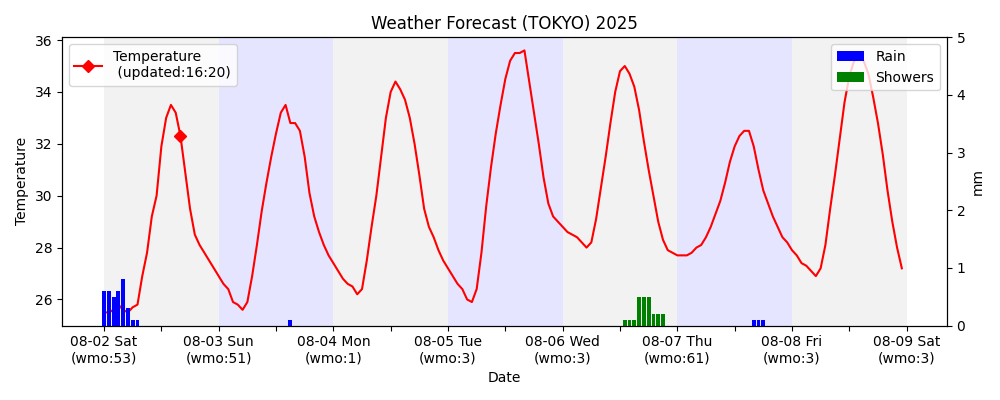 Weather Forecast (TOKYO) 2025
Temperature
(updated:16:20)
Rain
Showers
36
34
32
30
28
26
Temperature
5
4
3
2
1
0
mm
08-02 Sat
(wmo:53)
08-03 Sun
(wmo:51)
08-04 Mon
(wmo:1)
08-05 Tue
(wmo:3)
08-06 Wed
(wmo:3)
08-07 Thu
(wmo:61)
08-08 Fri
(wmo:3)
08-09 Sat
(wmo:3)
Date